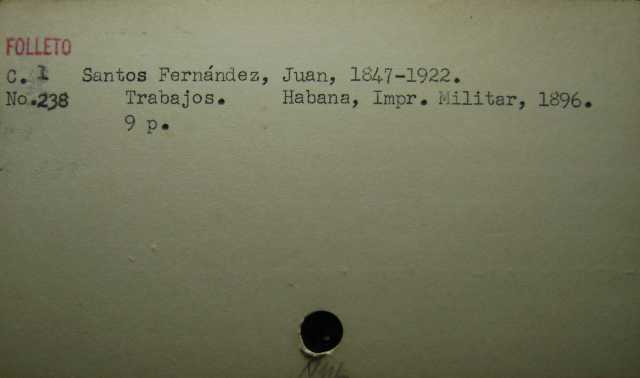 FOLLETO
C. 1 Santos Fernández, Juan, 1847-1922.
No.238 Trabajos. Habana, Impr. Militar, 1896.
9 p.